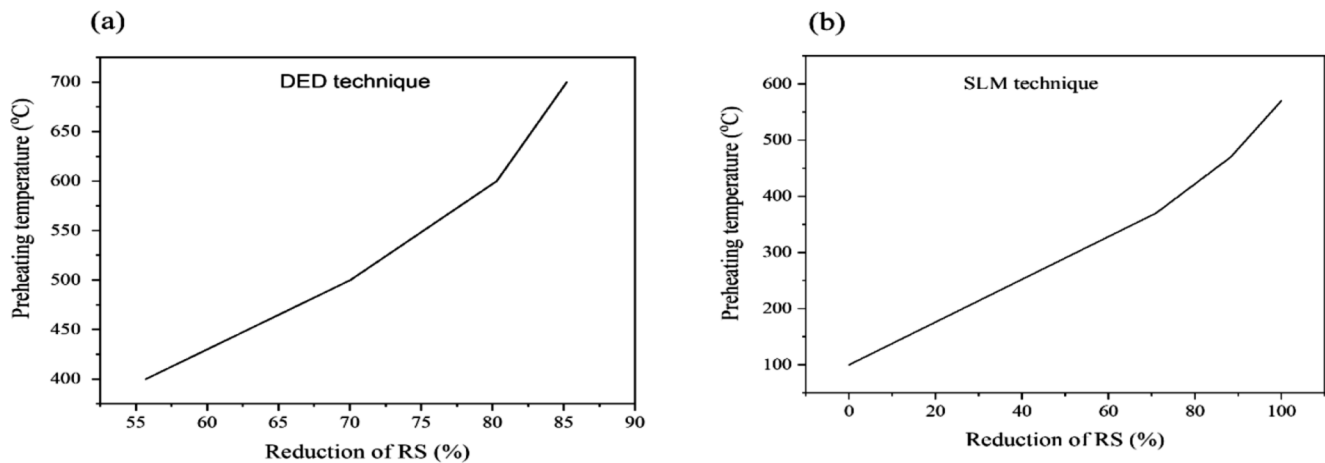 (a)
DED technique
Preheating temperature (⁰C)
700
650
600
550
500
450
400
55 60 65 70 75 80 85 90
Reduction of RS (%)
(b)
SLM technique
Preheating temperature (⁰C)
600
500
400
300
200
100
0 20 40 60 80 100
Reduction of RS (%)